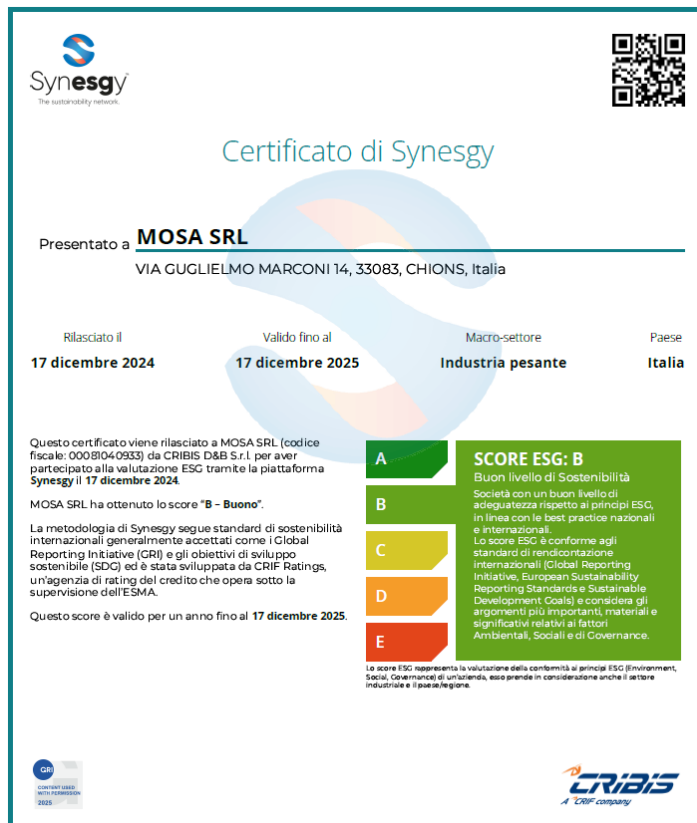 Synesgy
The sustainability network.
Certificato di Synesgy
Presentato a MOSA SRL
VIA GUGLIELMO MARCONI 14, 33083, CHIONS, Italia
Rilasciato il
17 dicembre 2024
Valido fino al
17 dicembre 2025
Macro-settore
Industria pesante
Paese
Italia
Questo certificato viene rilasciato a MOSA SRL (codice
fiscale: 00081040933) da CRIBIS D&B S.r.l. per aver
partecipato alla valutazione ESG tramite la piattaforma
Synesgy il 17 dicembre 2024.
MOSA SRL ha ottenuto lo score “B – Buono”.
La metodologia di Synesgy segue standard di sostenibilità
internazionali generalmente accettati come i Global
Reporting Initiative (GRI) e gli obiettivi di sviluppo
sostenibile (SDG) ed è stata sviluppata da CRIF Ratings,
un’agenzia di rating del credito che opera sotto la
supervisione dell’ESMA.
Questo score è valido per un anno fino al 17 dicembre 2025.
A
B
C
D
E
SCORE ESG: B
Buon livello di Sostenibilità
Società con un buon livello di
adeguatezza rispetto ai principi ESG,
in linea con le best practice nazionali
e internazionali.
Lo score ESG è conforme agli
standard di rendicontazione
internazionali (Global Reporting
Initiative, European Sustainability
Reporting Standards e Sustainable
Development Goals) e considera gli
argomenti più importanti, materiali e
significativi relativi ai fattori
Ambientali, Sociali e di Governance.
Lo score ESG rappresenta la valutazione della conformità ai principi ESG (Environment,
Social, Governance) di un'azienda, esso prende in considerazione anche il settore
industriale e il paese/regione.
GRI
CONTENT USED
WITH PERMISSION
2025
CRIBIS
A CRIF company